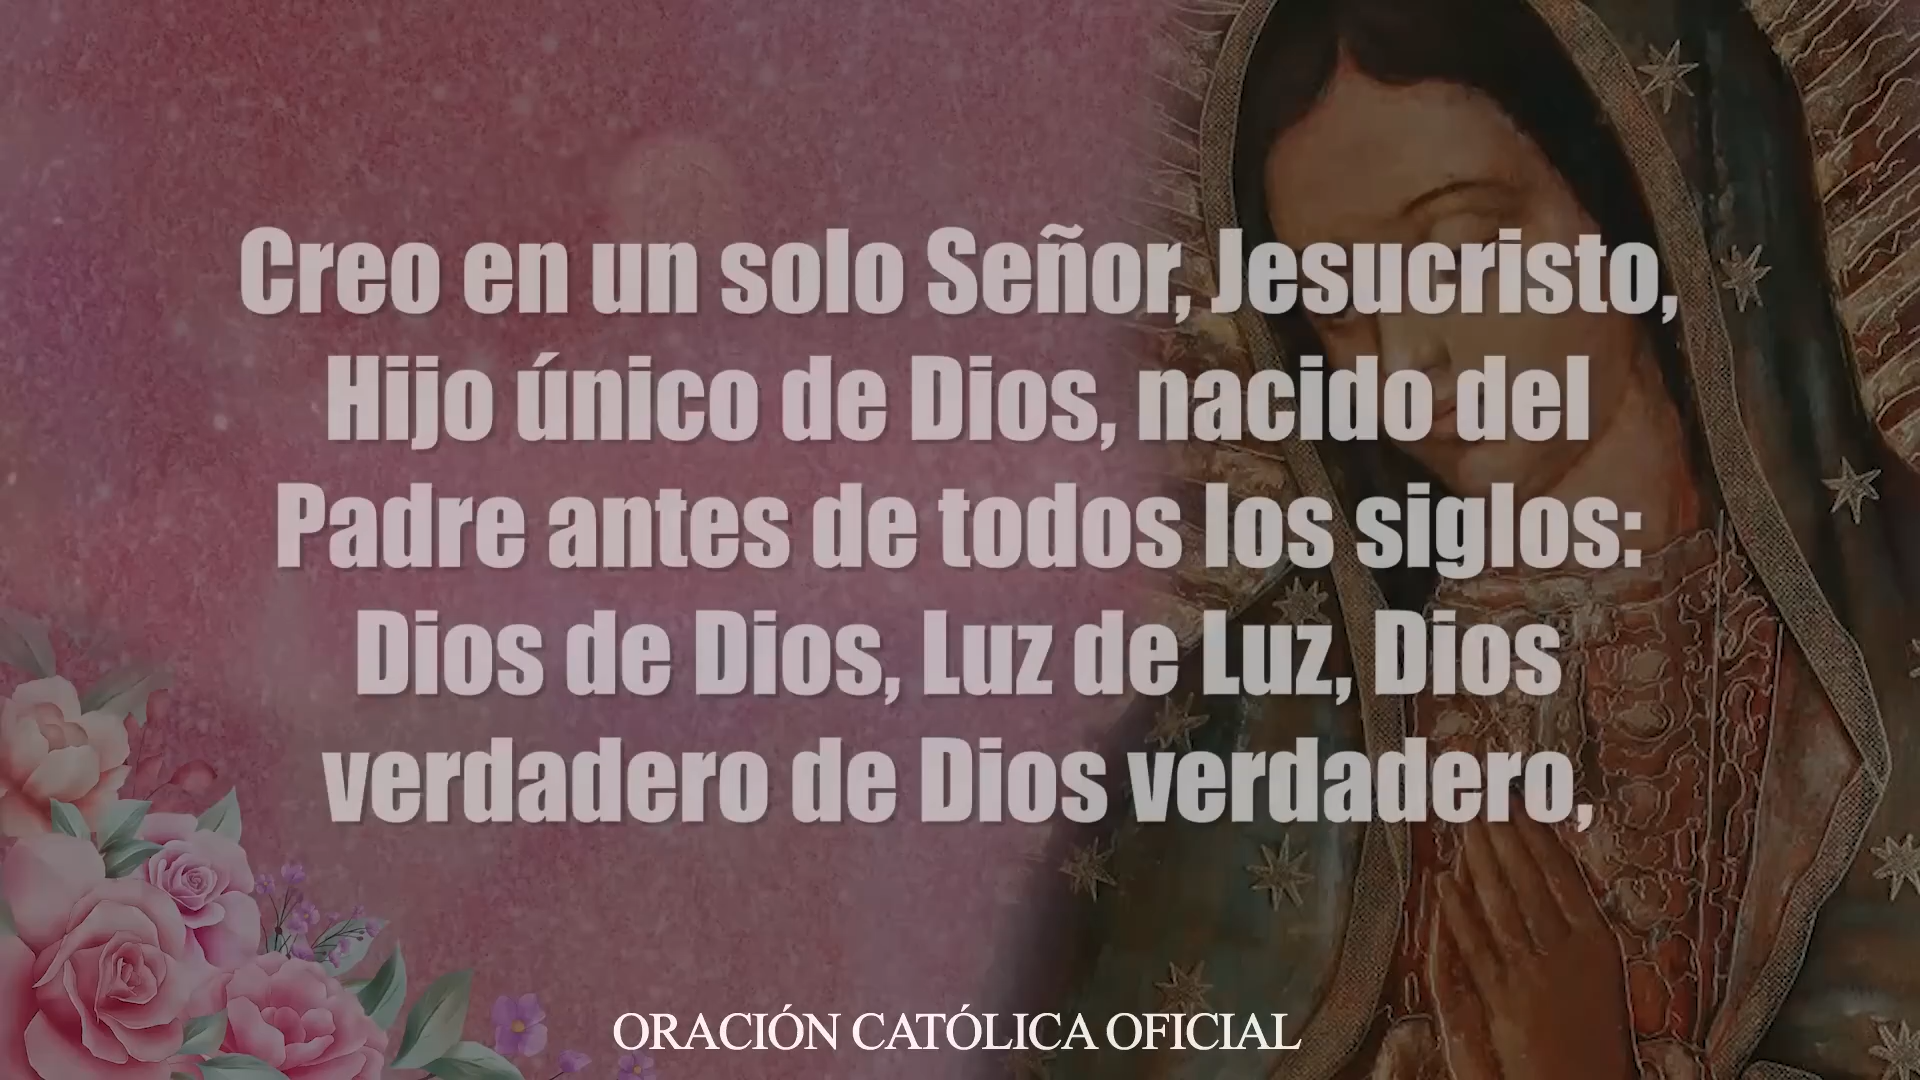 Creo en un solo Señor, Jesucristo,
Hijo único de Dios, nacido del
Padre antes de todos los siglos:
Dios de Dios, Luz de Luz, Dios
verdadero de Dios verdadero,
ORACIÓN CATÓLICA OFICIAL